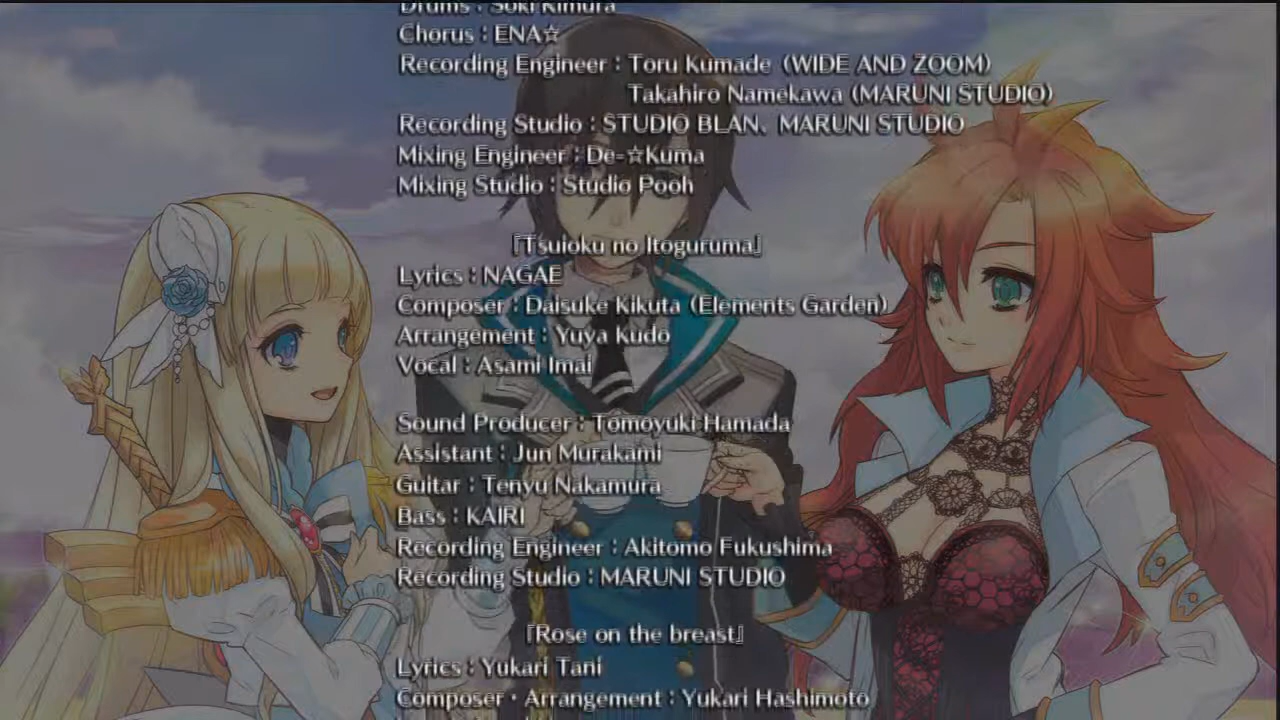 Drums : Soki Kimura
Chorus : ENA☆
Recording Engineer : Toru Kumade (WIDE AND ZOOM)
Takahiro Namekawa (MARUNI STUDIO)
Recording Studio : STUDIO BLAN、MARUNI STUDIO
Mixing Engineer : De-☆Kuma
Mixing Studio : Studio Pooh
『Tsuioku no Itoguruma』
Lyrics : NAGAE
Composer : Daisuke Kikuta (Elements Garden)
Arrangement : Yuya Kudo
Vocal : Asami Imai
Sound Producer : Tomoyuki Hamada
Assistant : Jun Murakami
Guitar : Tenyu Nakamura
Bass : KAIRI
Recording Engineer : Akitomo Fukushima
Recording Studio : MARUNI STUDIO
『Rose on the breast』
Lyrics : Yukari Tani
Composer・Arrangement : Yukari Hashimoto